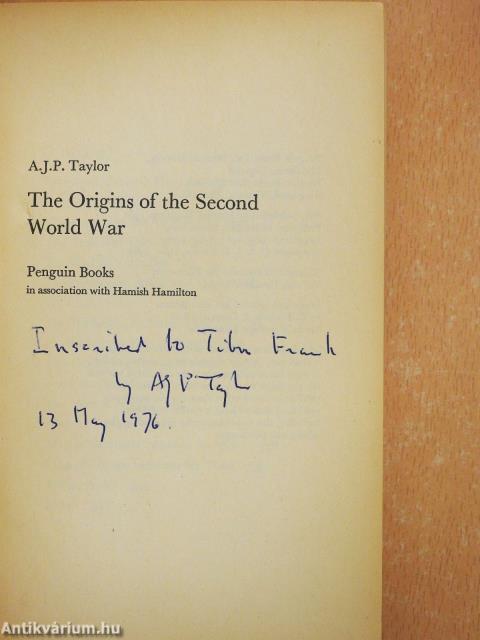 A.J.P. Taylor
The Origins of the Second
World War
Penguin Books
in association with Hamish Hamilton
Inscribed to Tibor Frank
by AJP Taylor
13 May 1976.
Antikvárium.hu